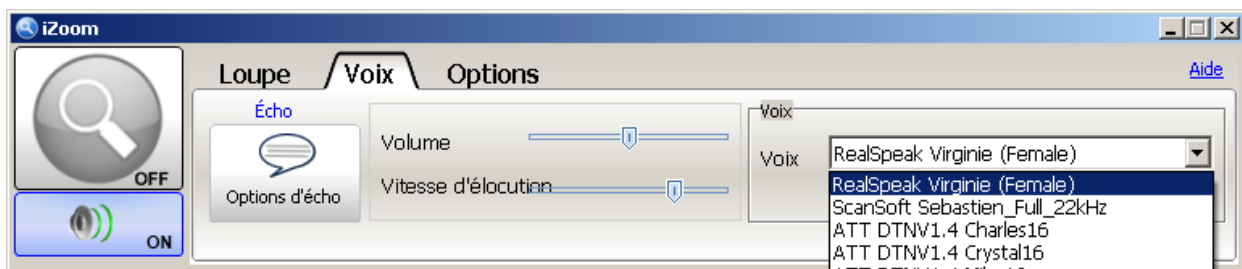 iZoom
Loupe Voix Options Aide
OFF
ON
Écho
Options d'écho
Volume
Vitesse d'élocution
Voix
Voix RealSpeak Virginie (Female)
RealSpeak Virginie (Female)
ScanSoft Sebastien_Full_22kHz
ATT DTNV1.4 Charles16
ATT DTNV1.4 Crystal16